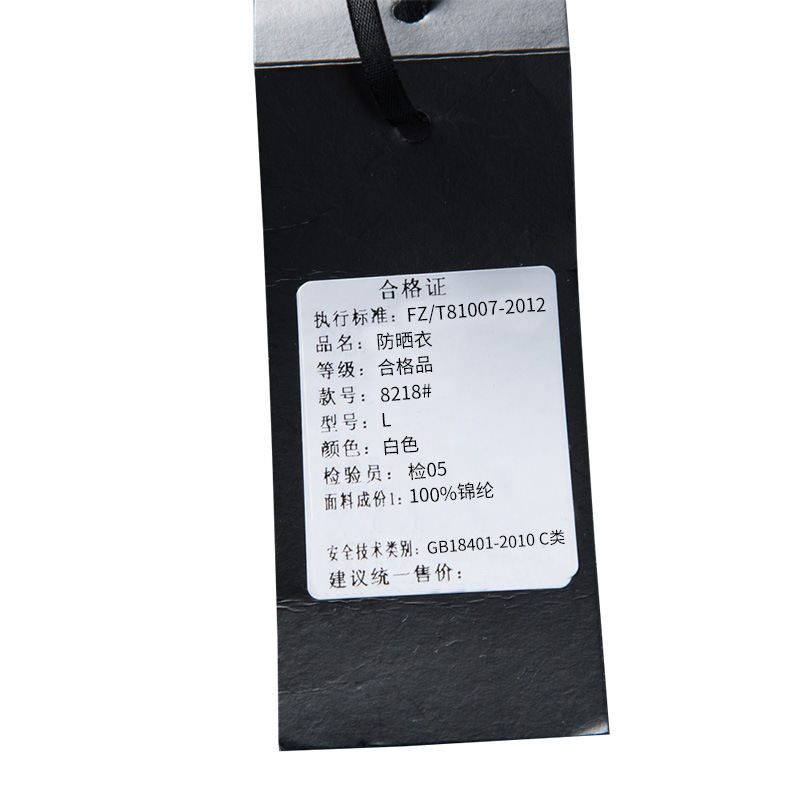 合格证
执行标准：FZ/T81007-2012
品名：防晒衣
等级：合格品
款号：8218#
型号：L
颜色：白色
检验员：检05
面料成份1：100%锦纶
安全技术类别：GB18401-2010 C类
建议统一售价：